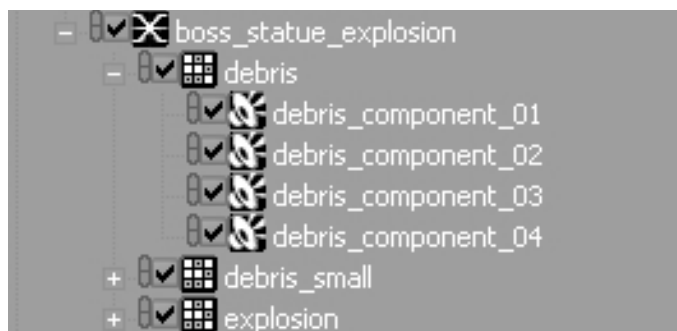 boss_statue_explosion
debris
debris_component_01
debris_component_02
debris_component_03
debris_component_04
debris_small
explosion